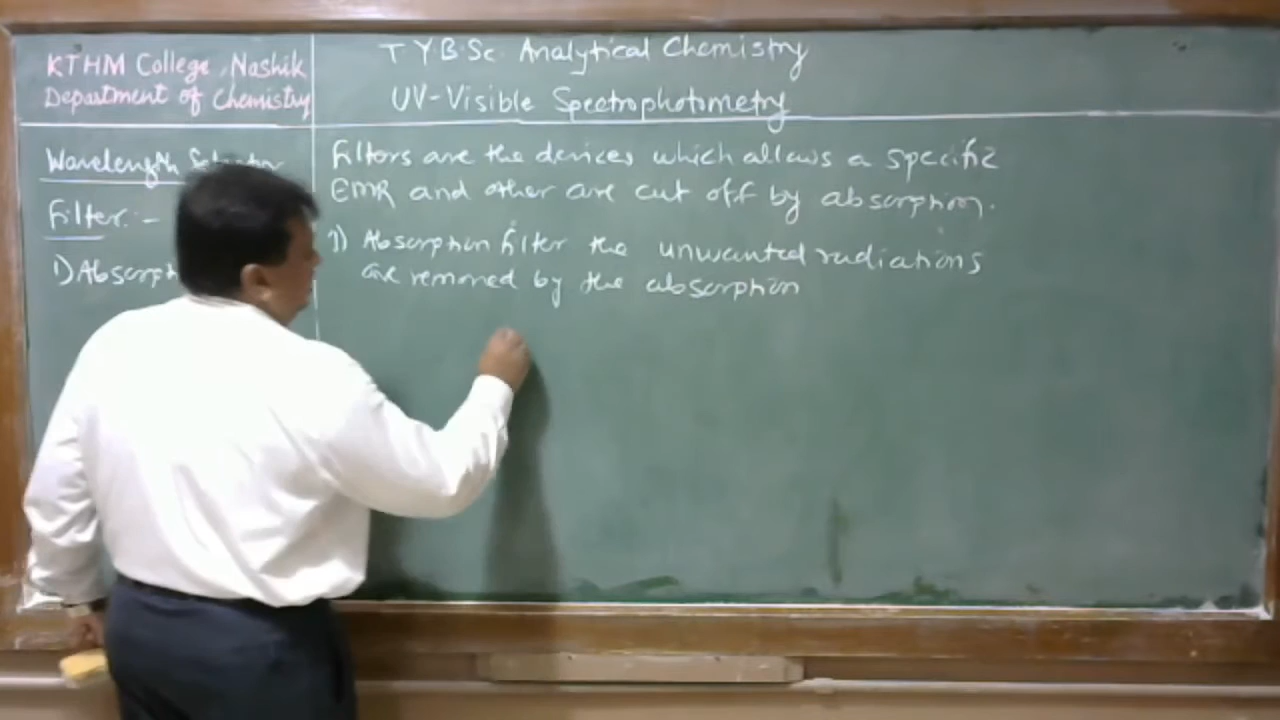 KTHM College, Nashik
Department of Chemistry
T Y B.Sc. Analytical Chemistry
UV-Visible Spectrophotometry
Wavelength
Filter:-
1) Absorpt
Filters are the devices which allows a specific
EMR and other are cut off by absorption.
1) Absorption filter the unwanted radiations
are removed by the absorption